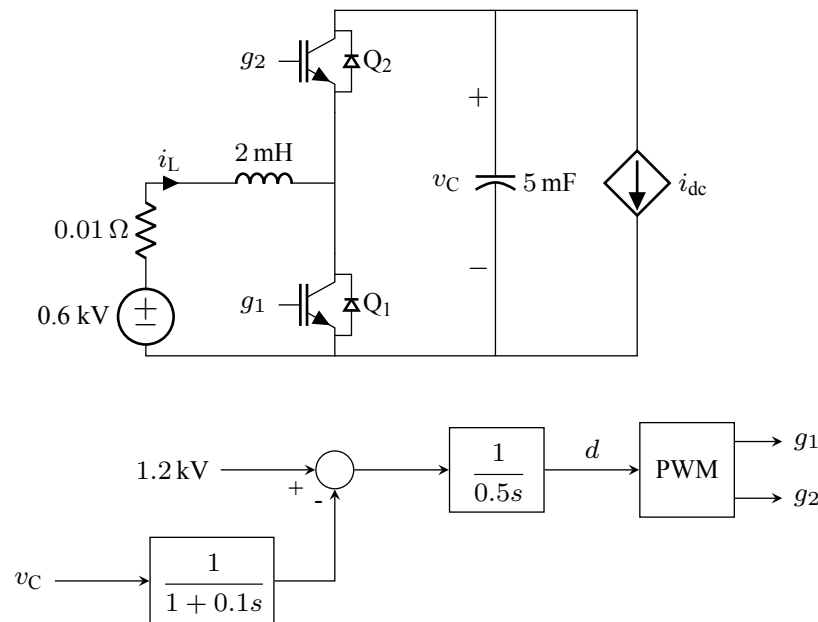 g2
Q2
+
iL
2 mH
vC
5 mF
idc
0.01 Ω
−
g1
Q1
0.6 kV
+
−
1.2 kV
+
-
1
0.5s
d
PWM
g1
g2
vC
1
1 + 0.1s